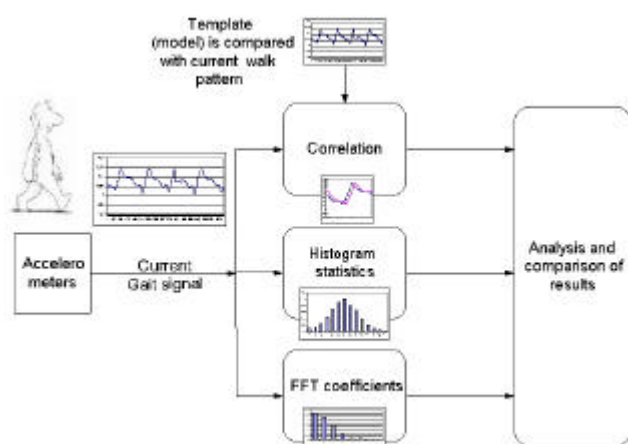 Template
(model) is compared
with current walk
pattern
Correlation
Accelero
meters
Current
Gait signal
Histogram
statistics
FFT coefficients
Analysis and
comparison of
results